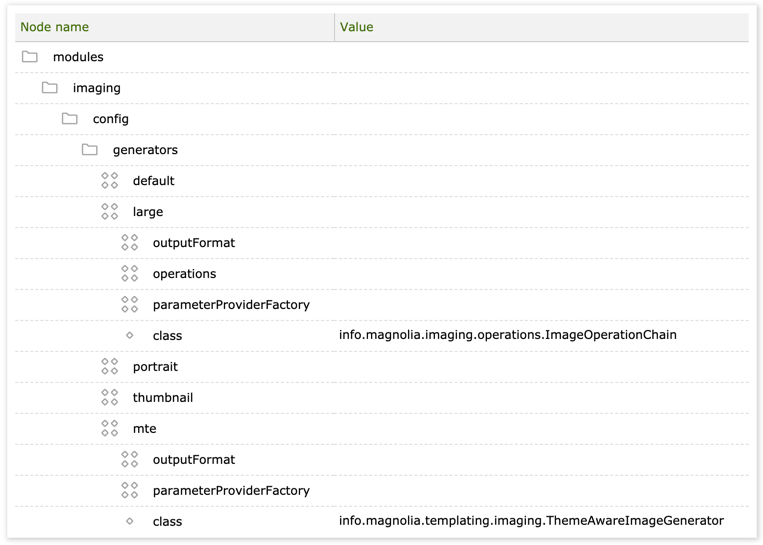 Node name Value
modules
imaging
config
generators
default
large
outputFormat
operations
parameterProviderFactory
class info.magnolia.imaging.operations.ImageOperationChain
portrait
thumbnail
mte
outputFormat
parameterProviderFactory
class info.magnolia.templating.imaging.ThemeAwareImageGenerator